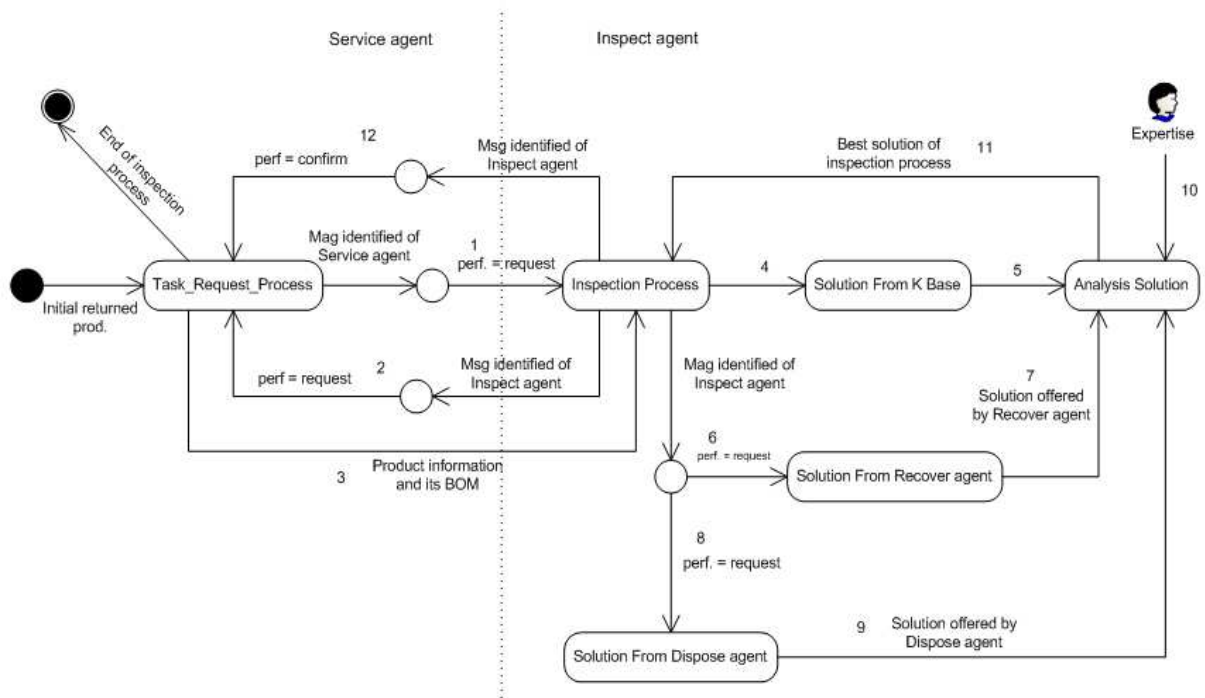 Service agent
Inspect agent
End of inspection
process
12
perf = confirm
Msg identified of
Inspect agent
Best solution of
inspection process
11
Expertise
10
Mag identified of
Service agent
1
perf. = request
Task_Request_Process
Inspection Process
4
Solution From K Base
5
Analysis Solution
Initial returned
prod.
perf = request
2
Msg identified of
Inspect agent
Mag identified of
Inspect agent
7
Solution offered
by Recover agent
3
Product information
and its BOM
6
perf. = request
Solution From Recover agent
8
perf. = request
9
Solution offered by
Dispose agent
Solution From Dispose agent